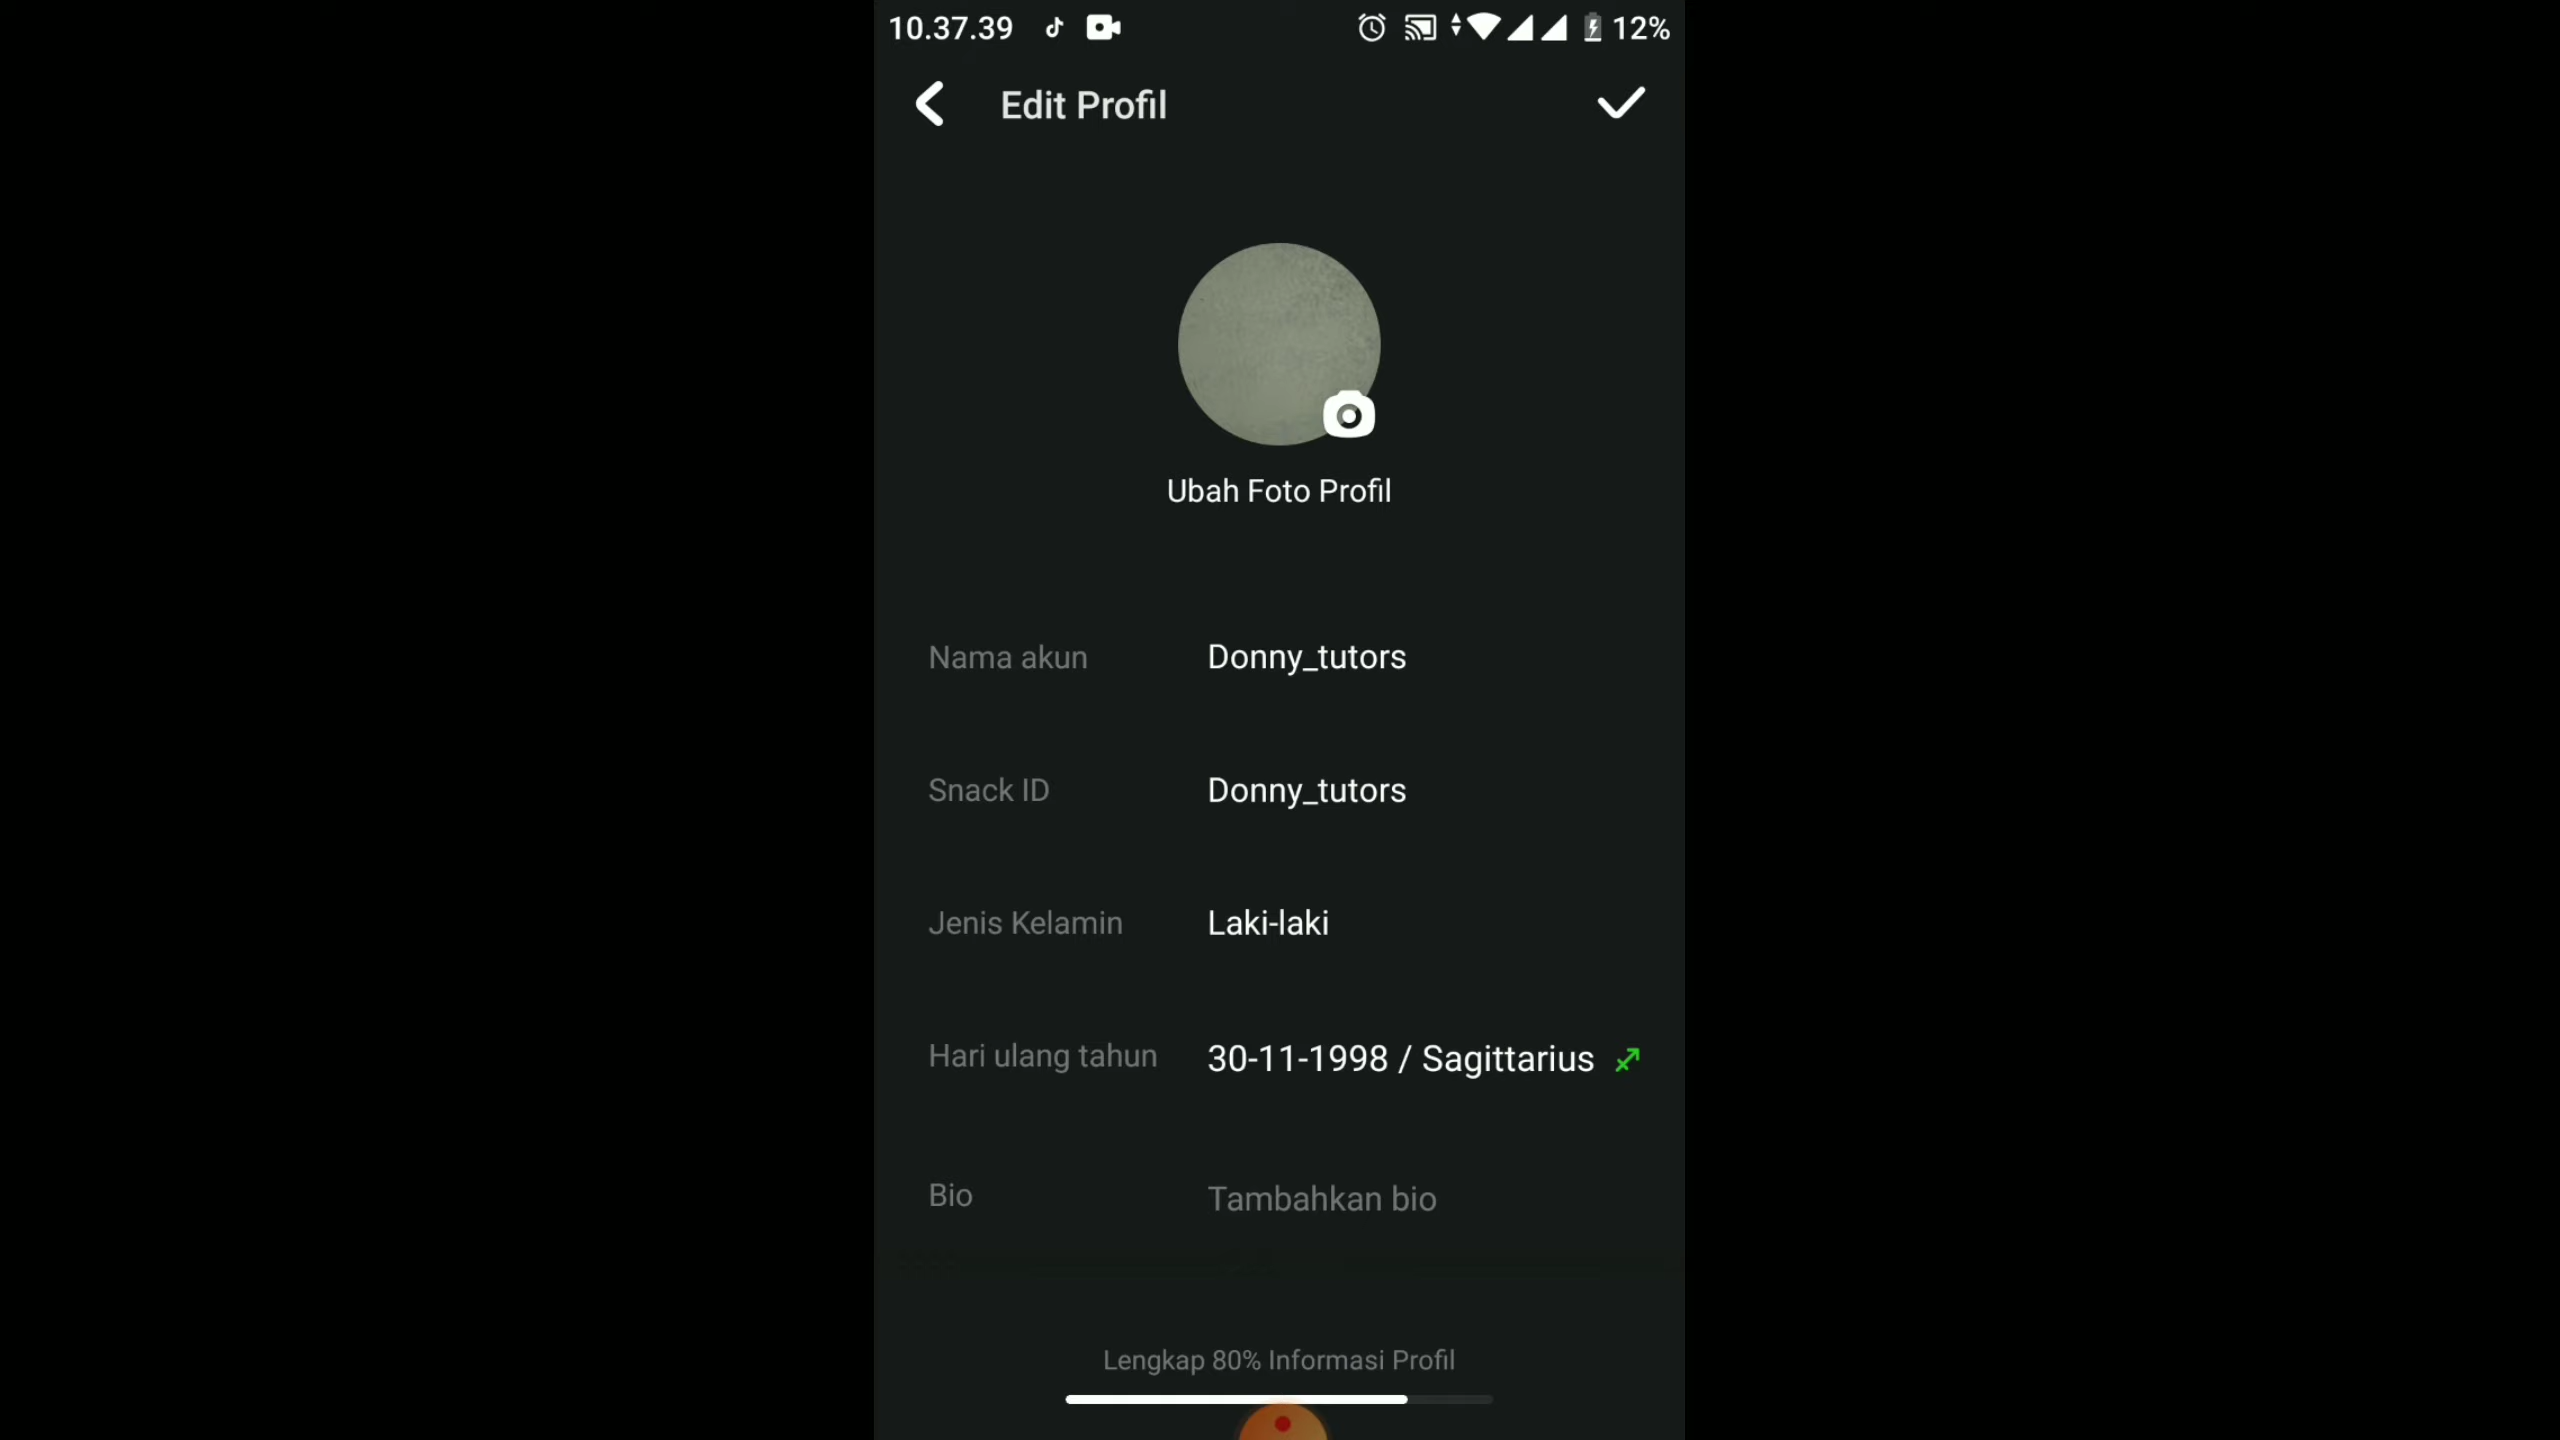 10.37.39
12%
Edit Profil
Ubah Foto Profil
Nama akun Donny_tutors
Snack ID Donny_tutors
Jenis Kelamin Laki-laki
Hari ulang tahun 30-11-1998 / Sagittarius
Bio Tambahkan bio
Lengkap 80% Informasi Profil